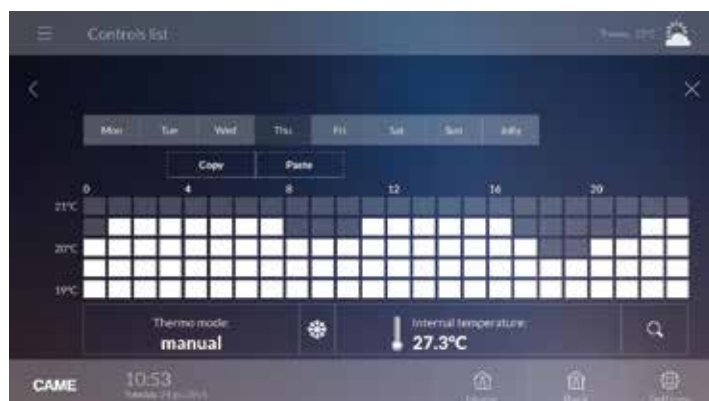 Controls list
Mon Tue Wed Thu Fri Sat Sun Jolly
Copy Paste
0 4 8 12 16 20
21°C
20°C
19°C
Thermo mode:
manual
Internal temperature:
27.3°C
CAME
10:53